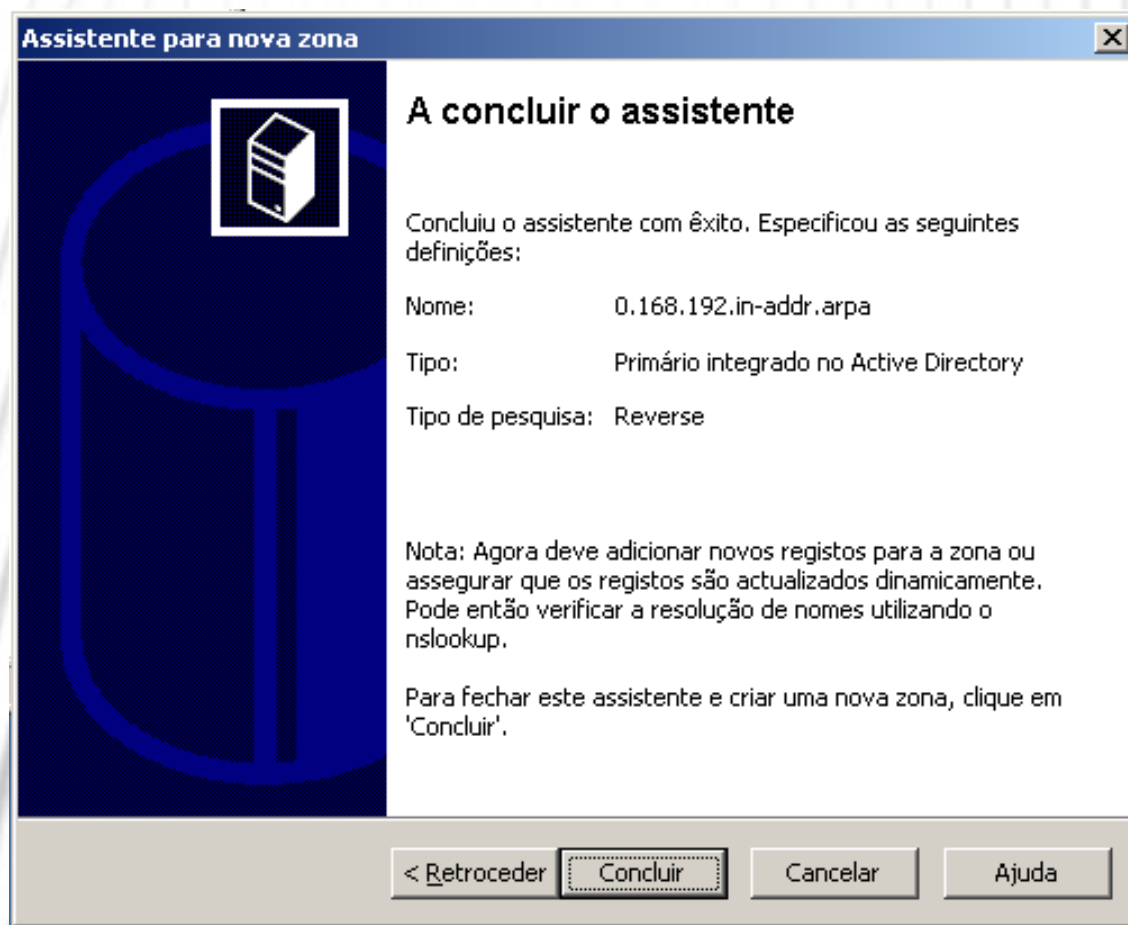 Assistente para nova zona
A concluir o assistente
Concluiu o assistente com êxito. Especificou as seguintes
definições:
Nome: 0.168.192.in-addr.arpa
Tipo: Primário integrado no Active Directory
Tipo de pesquisa: Reverse
Nota: Agora deve adicionar novos registos para a zona ou
assegurar que os registos são actualizados dinamicamente.
Pode então verificar a resolução de nomes utilizando o
nslookup.
Para fechar este assistente e criar uma nova zona, clique em
'Concluir'.
< Retroceder Concluir Cancelar Ajuda